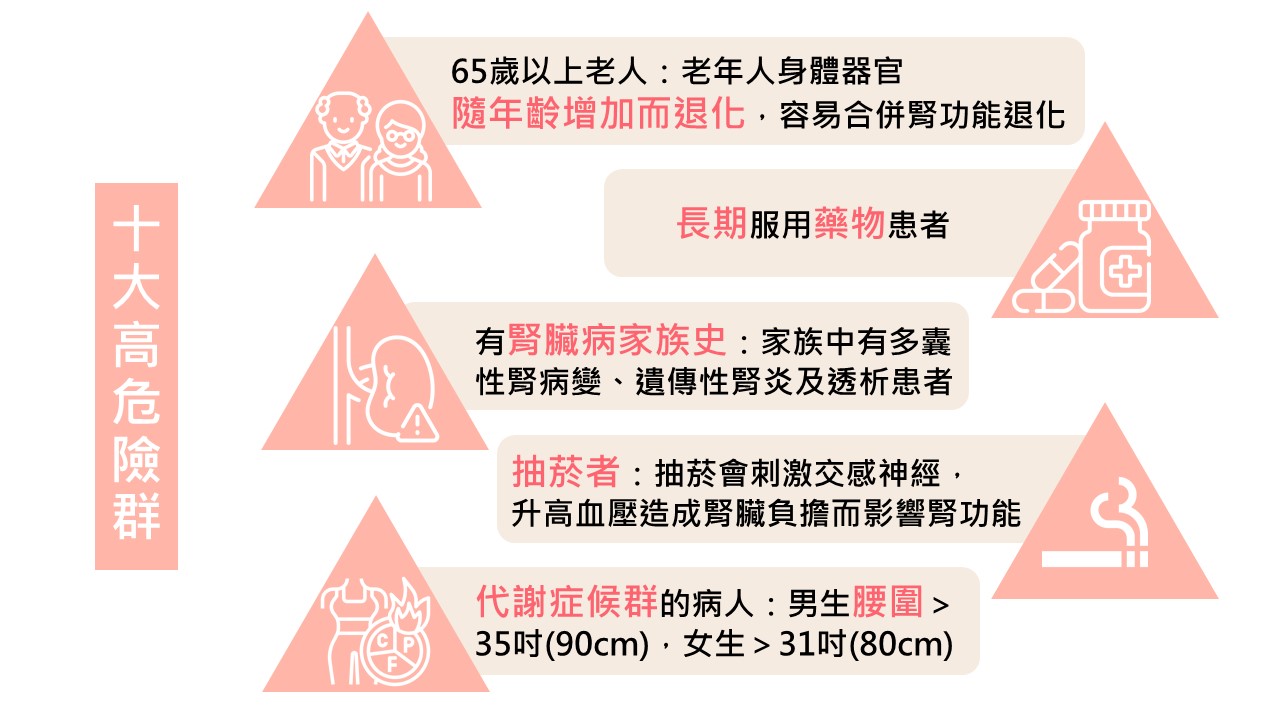 十大高危險群
65歲以上老人：老年人身體器官
隨年齡增加而退化，容易合併腎功能退化
長期服用藥物患者
有腎臟病家族史：家族中有多囊
性腎病變、遺傳性腎炎及透析患者
抽菸者：抽菸會刺激交感神經，
升高血壓造成腎臟負擔而影響腎功能
代謝症候群的病人：男生腰圍＞
35吋(90cm)，女生＞31吋(80cm)
C P
F